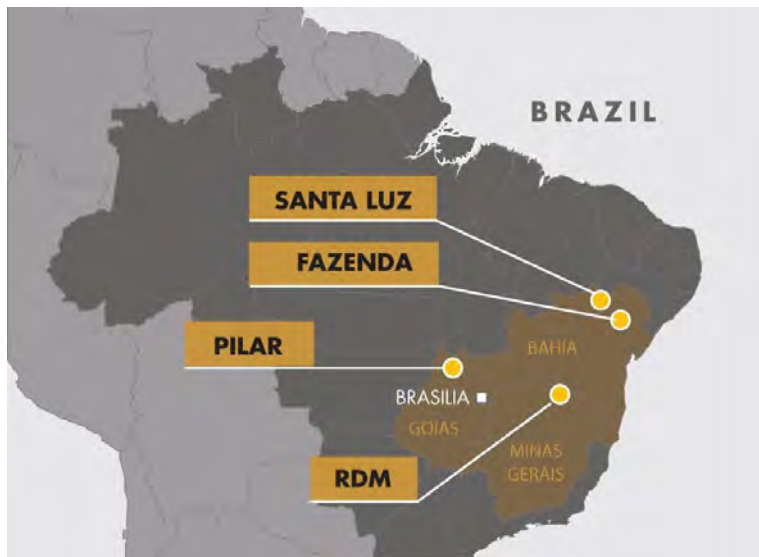 BRAZIL
SANTA LUZ
FAZENDA
PILAR
BAHIA
BRASILIA
GOIAS
MINAS
GERAIS
RDM